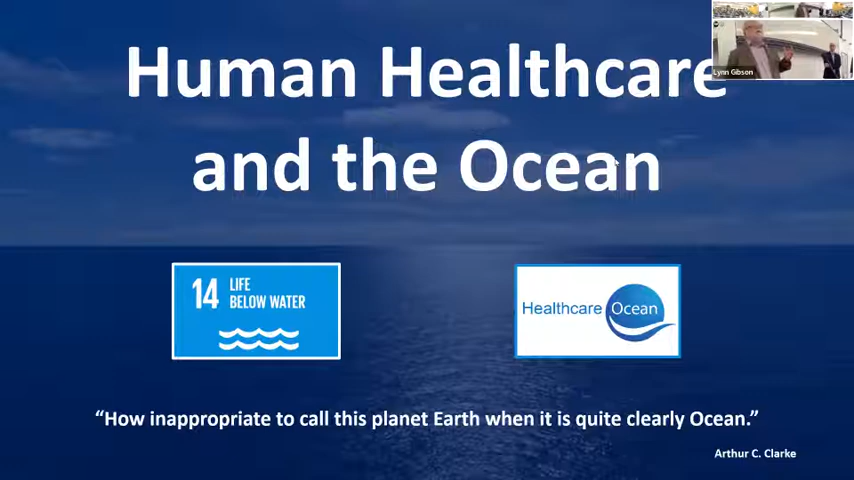 Human Healthcare
and the Ocean
Lynn Gibson
14 LIFE
BELOW WATER
Healthcare Ocean
“How inappropriate to call this planet Earth when it is quite clearly Ocean.”
Arthur C. Clarke